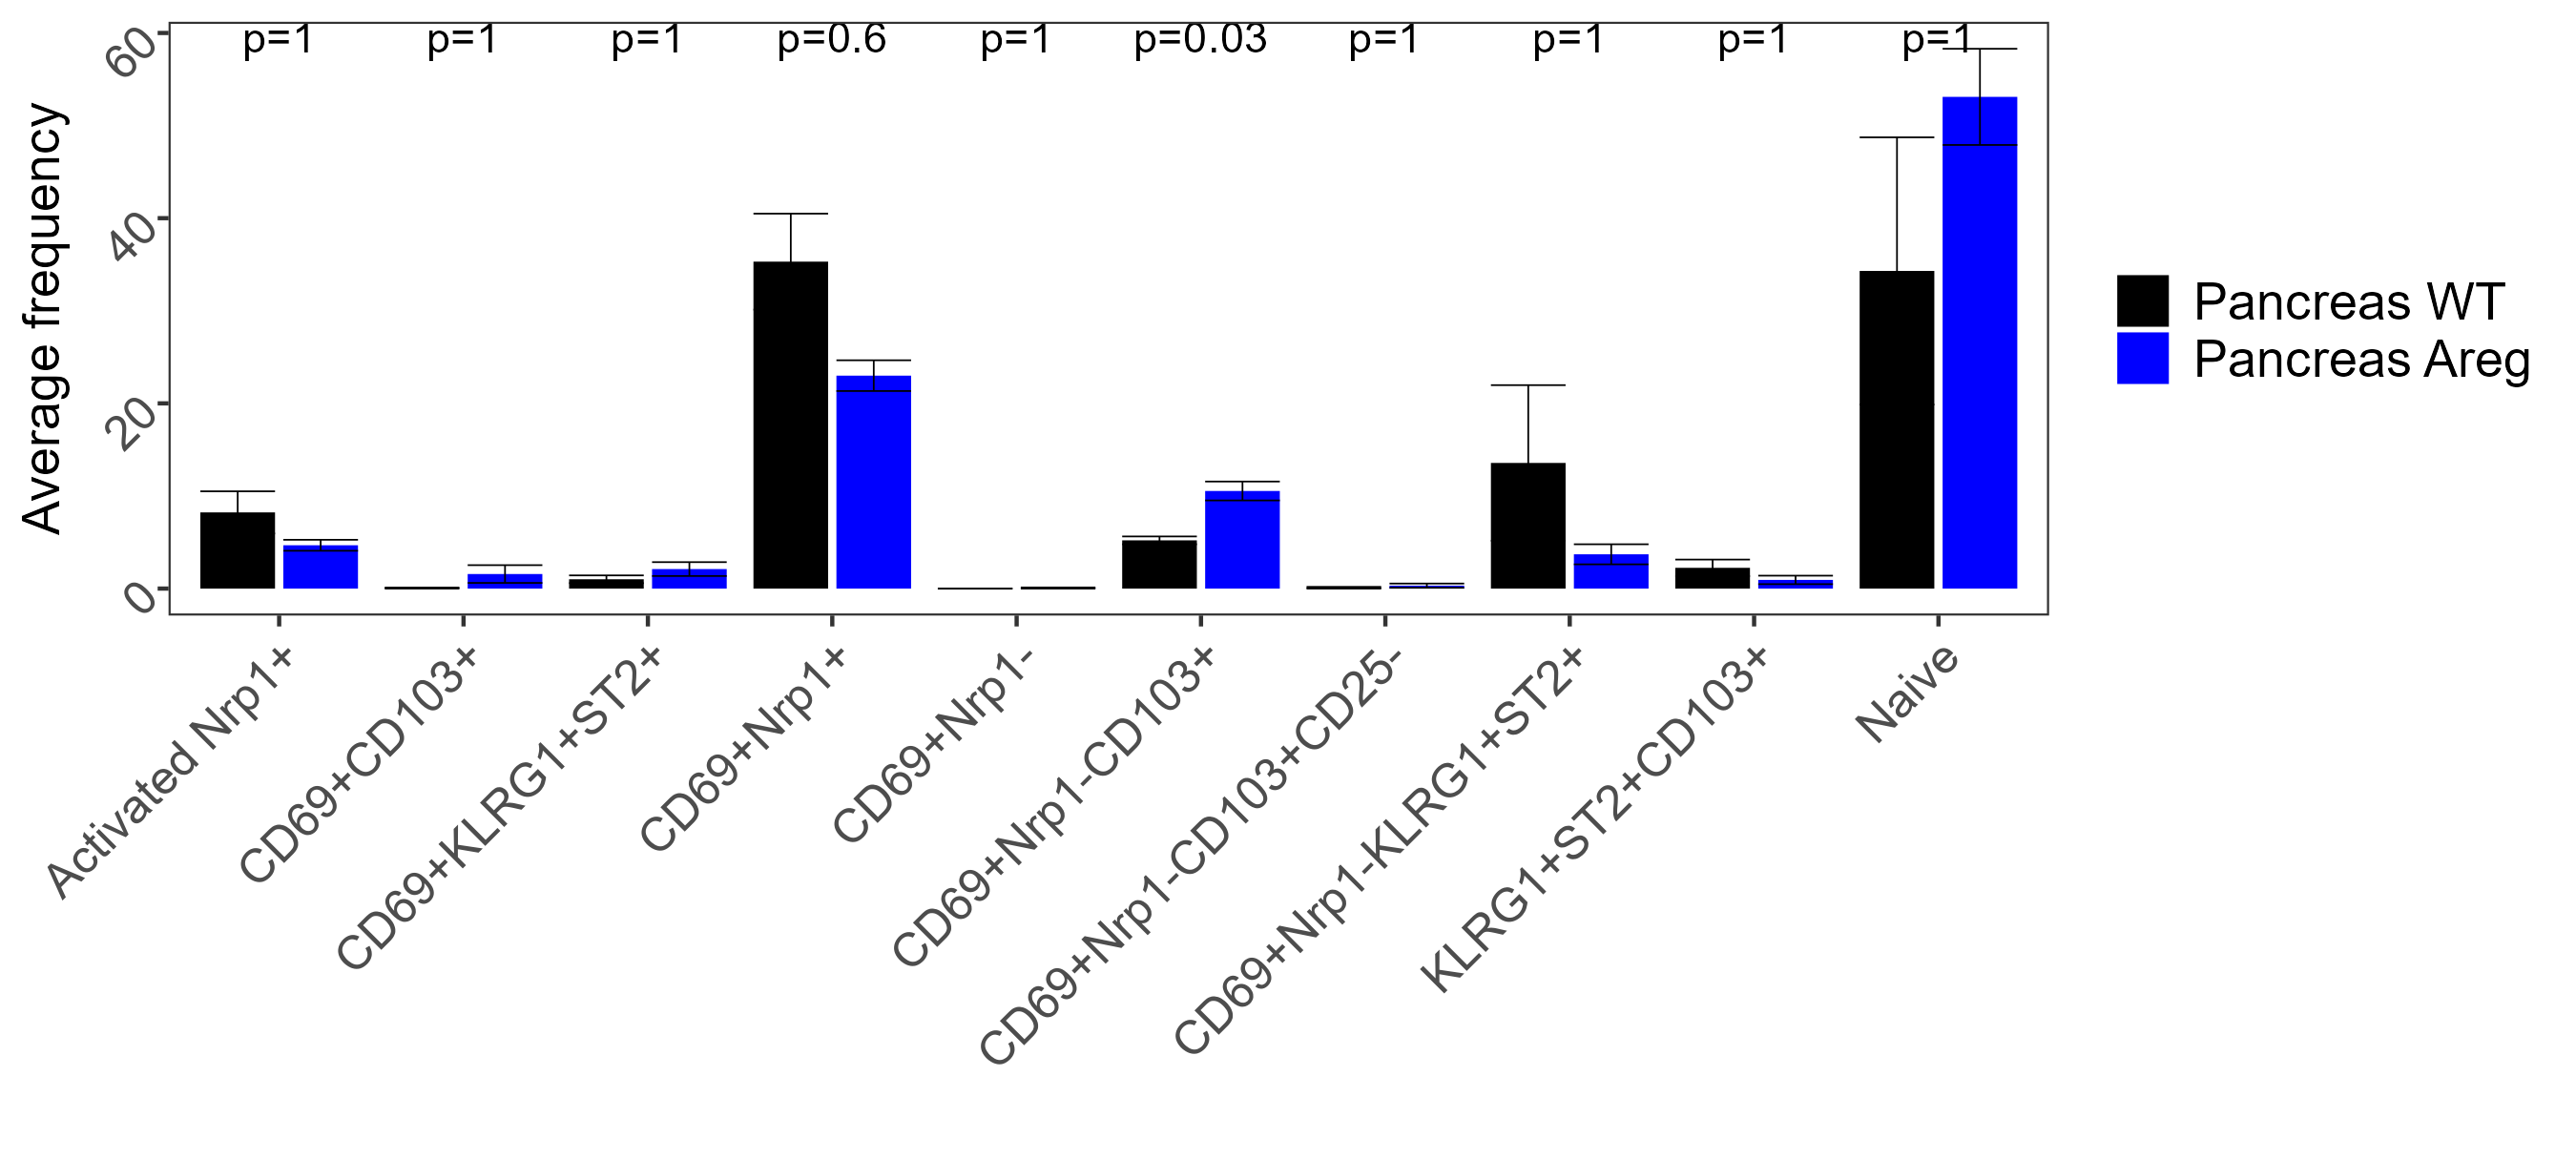 p=1
p=1
p=1
p=0.6
p=1
p=0.03
p=1
p=1
p=1
p=1
Average frequency
60
40
20
0
Activated Nrp1+
CD69+CD103+
CD69+KLRG1+ST2+
CD69+Nrp1+
CD69+Nrp1-
CD69+Nrp1-CD103+
CD69+Nrp1-CD103+CD25-
CD69+Nrp1-KLRG1+ST2+
KLRG1+ST2+CD103+
Naive
Pancreas WT
Pancreas Areg